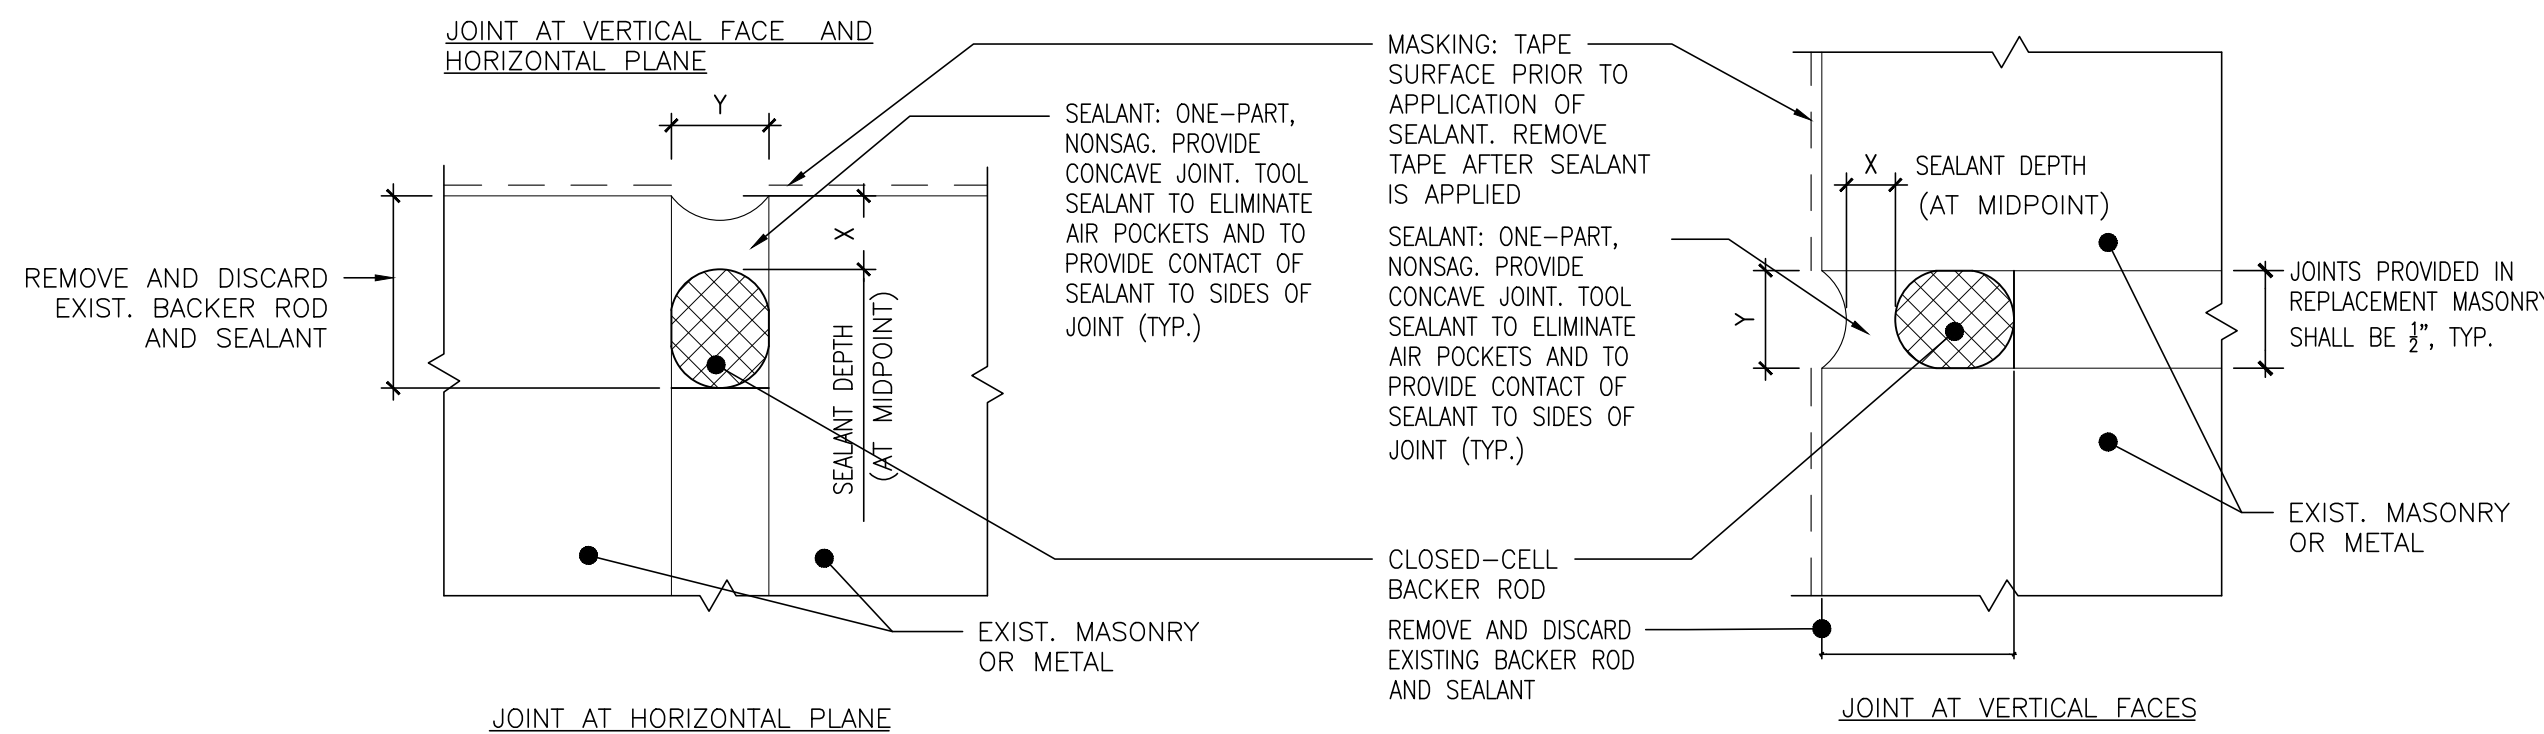 JOINT AT VERTICAL FACE AND
HORIZONTAL PLANE
Y
REMOVE AND DISCARD
EXIST. BACKER ROD
AND SEALANT
X
SEALANT DEPTH
(AT MIDPOINT)
SEALANT: ONE-PART,
NONSAG. PROVIDE
CONCAVE JOINT. TOOL
SEALANT TO ELIMINATE
AIR POCKETS AND TO
PROVIDE CONTACT OF
SEALANT TO SIDES OF
JOINT (TYP.)
EXIST. MASONRY
OR METAL
JOINT AT HORIZONTAL PLANE
MASKING: TAPE
SURFACE PRIOR TO
APPLICATION OF
SEALANT. REMOVE
TAPE AFTER SEALANT
IS APPLIED
SEALANT: ONE-PART,
NONSAG. PROVIDE
CONCAVE JOINT. TOOL
SEALANT TO ELIMINATE
AIR POCKETS AND TO
PROVIDE CONTACT OF
SEALANT TO SIDES OF
JOINT (TYP.)
CLOSED-CELL
BACKER ROD
REMOVE AND DISCARD
EXISTING BACKER ROD
AND SEALANT
X
SEALANT DEPTH
(AT MIDPOINT)
Y
JOINTS PROVIDED IN
REPLACEMENT MASONRY
SHALL BE ½", TYP.
EXIST. MASONRY
OR METAL
JOINT AT VERTICAL FACES